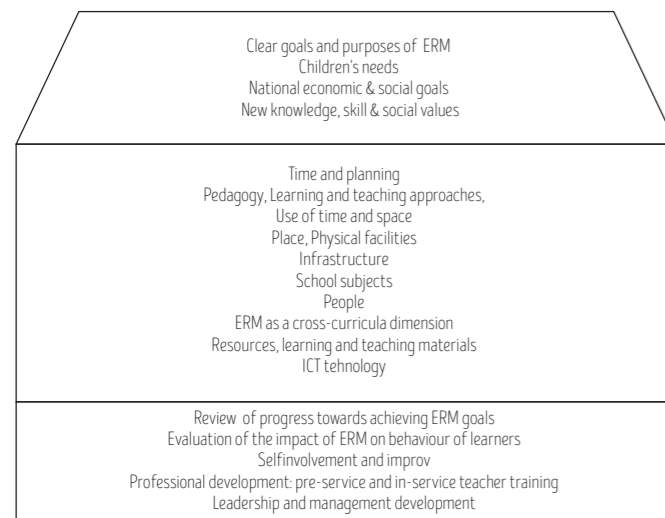 Clear goals and purposes of ERM
Children's needs
National economic & social goals
New knowledge, skill & social values
Time and planning
Pedagogy, Learning and teaching approaches,
Use of time and space
Place, Physical facilities
Infrastructure
School subjects
People
ERM as a cross-curricula dimension
Resources, learning and teaching materials
ICT tehnology
Review of progress towards achieving ERM goals
Evaluation of the impact of ERM on behaviour of learners
Selfinvolvement and improv
Professional development: pre-service and in-service teacher training
Leadership and management development